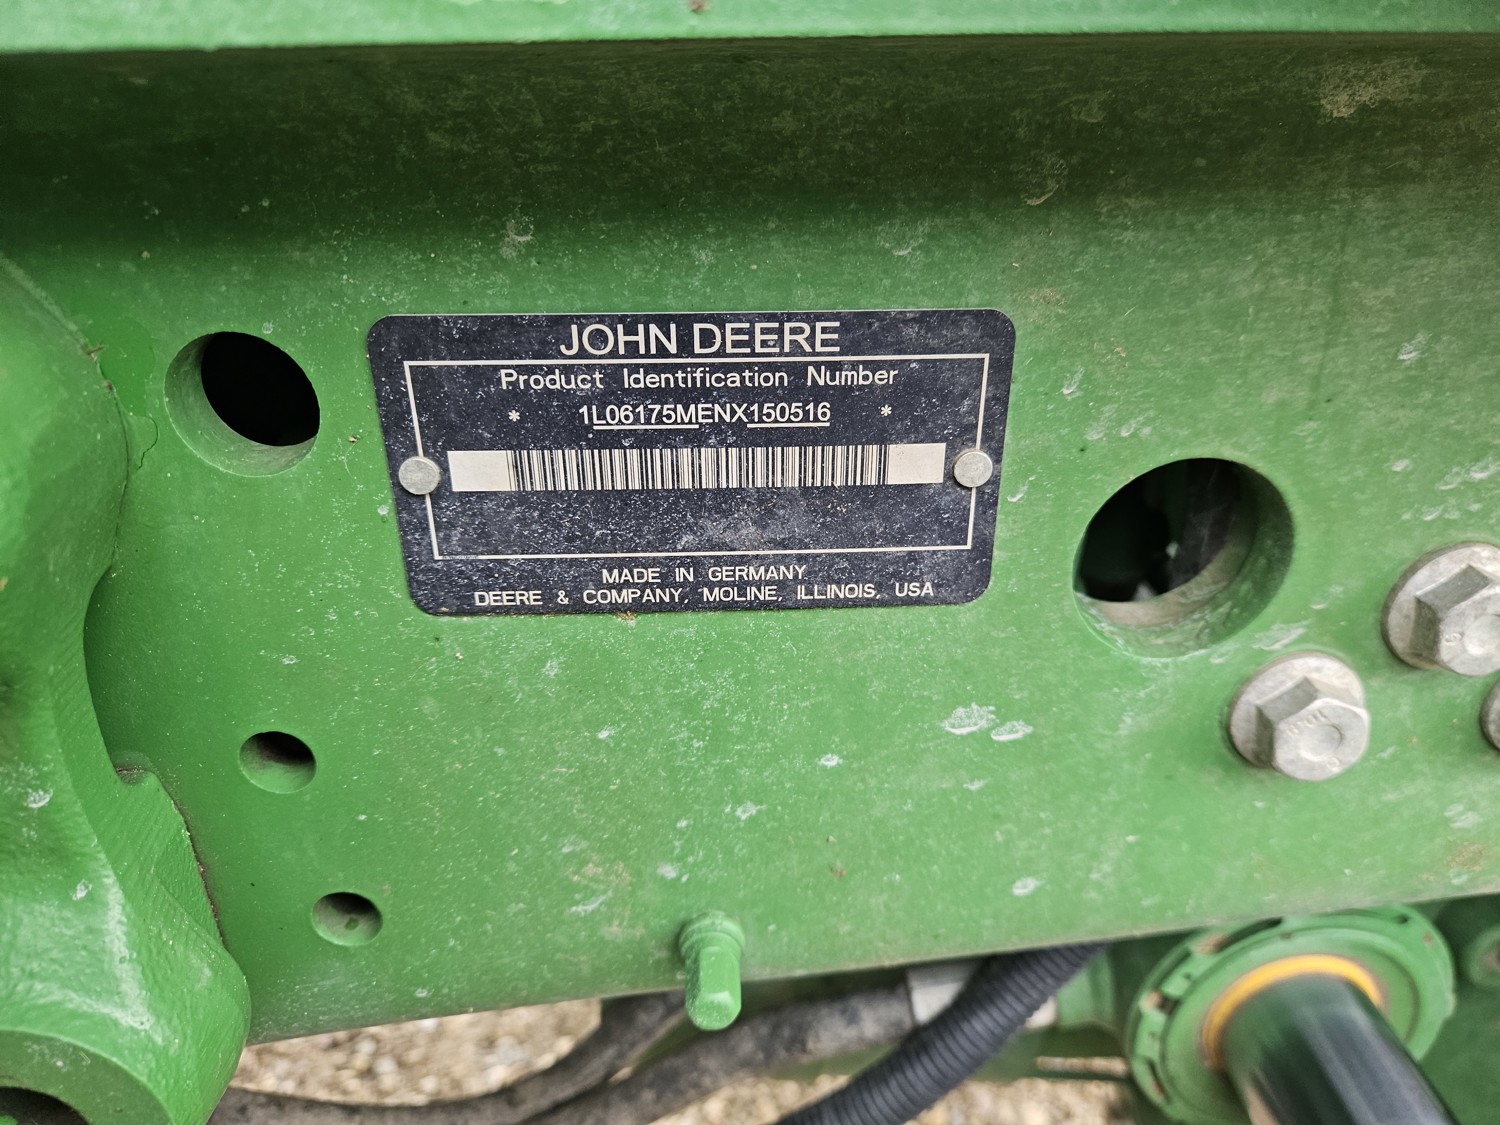 JOHN DEERE
Product Identification Number
* 1L06175MENX150516 *
MADE IN GERMANY
DEERE & COMPANY, MOLINE, ILLINOIS, USA